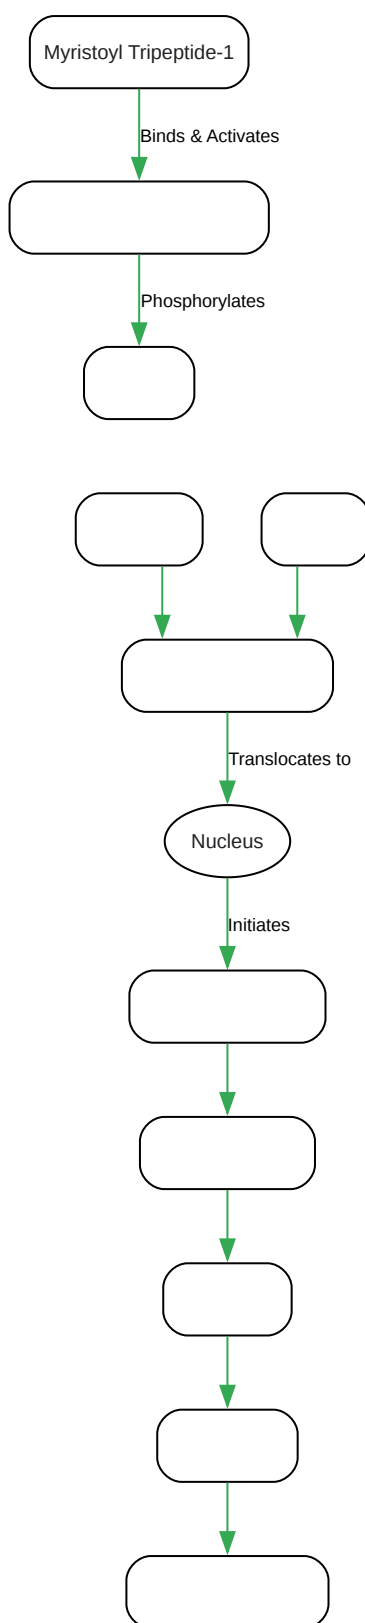 Myristoyl Tripeptide-1
Binds & Activates
Phosphorylates
Translocates to
Nucleus
Initiates